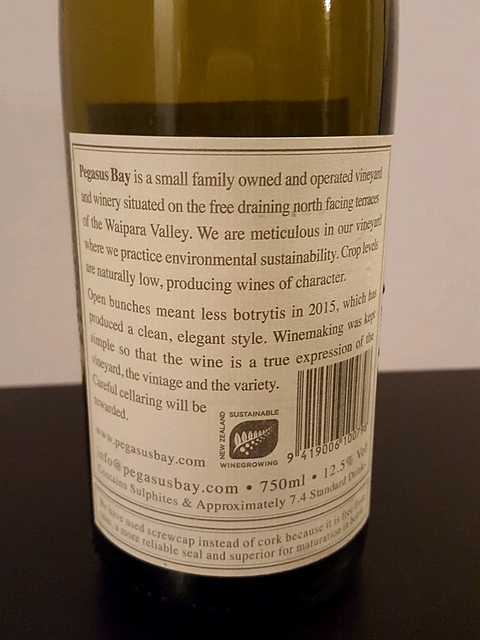 Pegasus Bay is a small family owned and operated vineyard
and winery situated on the free draining north facing terraces
of the Waipara Valley. We are meticulous in our vineyard
where we practice environmental sustainability. Crop levels
are naturally low, producing wines of character.
Open bunches meant less botrytis in 2015, which has
produced a clean, elegant style. Winemaking was kept
simple so that the wine is a true expression of the
vineyard, the vintage and the variety.
Careful cellaring will be
rewarded.
NEW ZEALAND
SUSTAINABLE
WINEGROWING
9 419006 100796
www.pegasusbay.com
info@pegasusbay.com • 750ml • 12.5% Vol
Contains Sulphites & Approximately 7.4 Standard Drinks
We have used screwcap instead of cork because it is free from
a more reliable seal and superior for maturation in